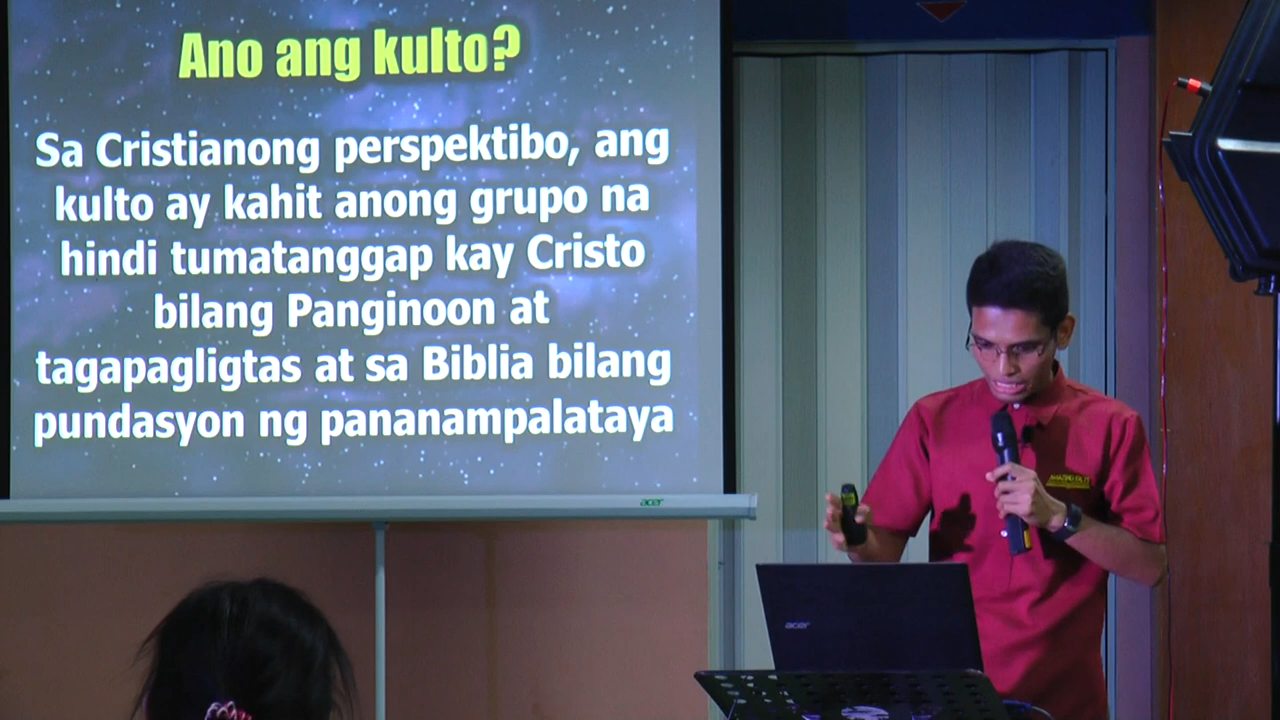 Ano ang kulto?
Sa Cristianong perspektibo, ang
kulto ay kahit anong grupo na
hindi tumatanggap kay Cristo
bilang Panginoon at
tagapagligtas at sa Biblia bilang
pundasyon ng pananampalataya
acer
acer